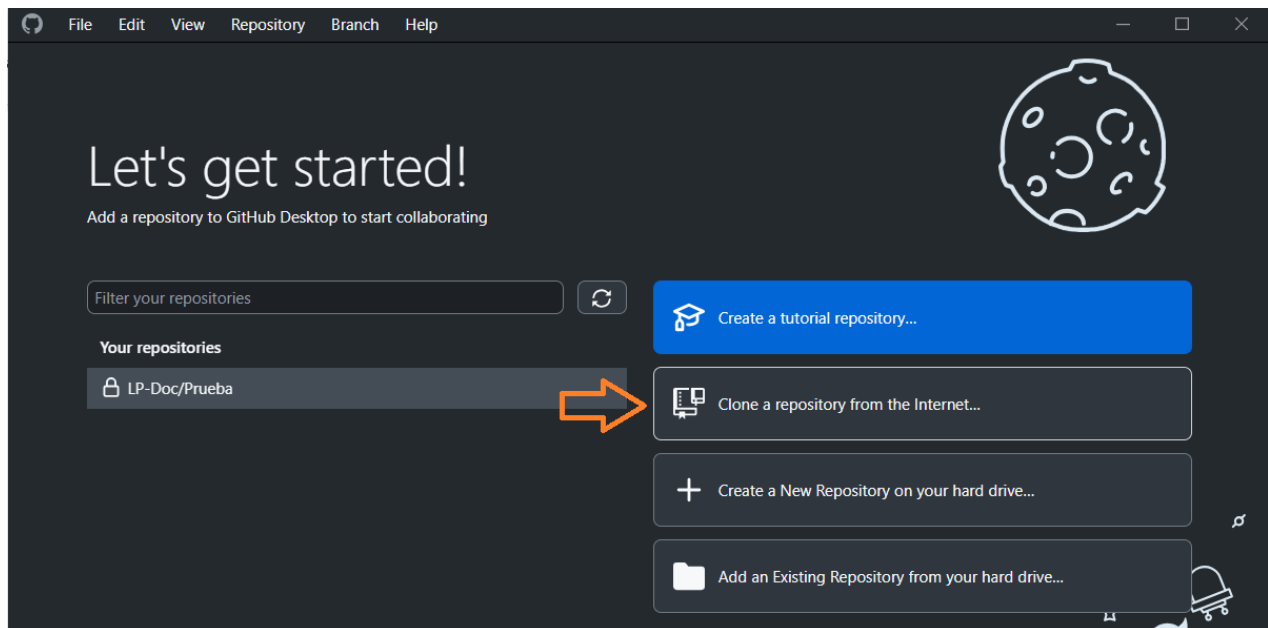 File Edit View Repository Branch Help
Let's get started!
Add a repository to GitHub Desktop to start collaborating
Filter your repositories
Your repositories
LP-Doc/Prueba
Create a tutorial repository...
Clone a repository from the Internet...
Create a New Repository on your hard drive...
Add an Existing Repository from your hard drive...